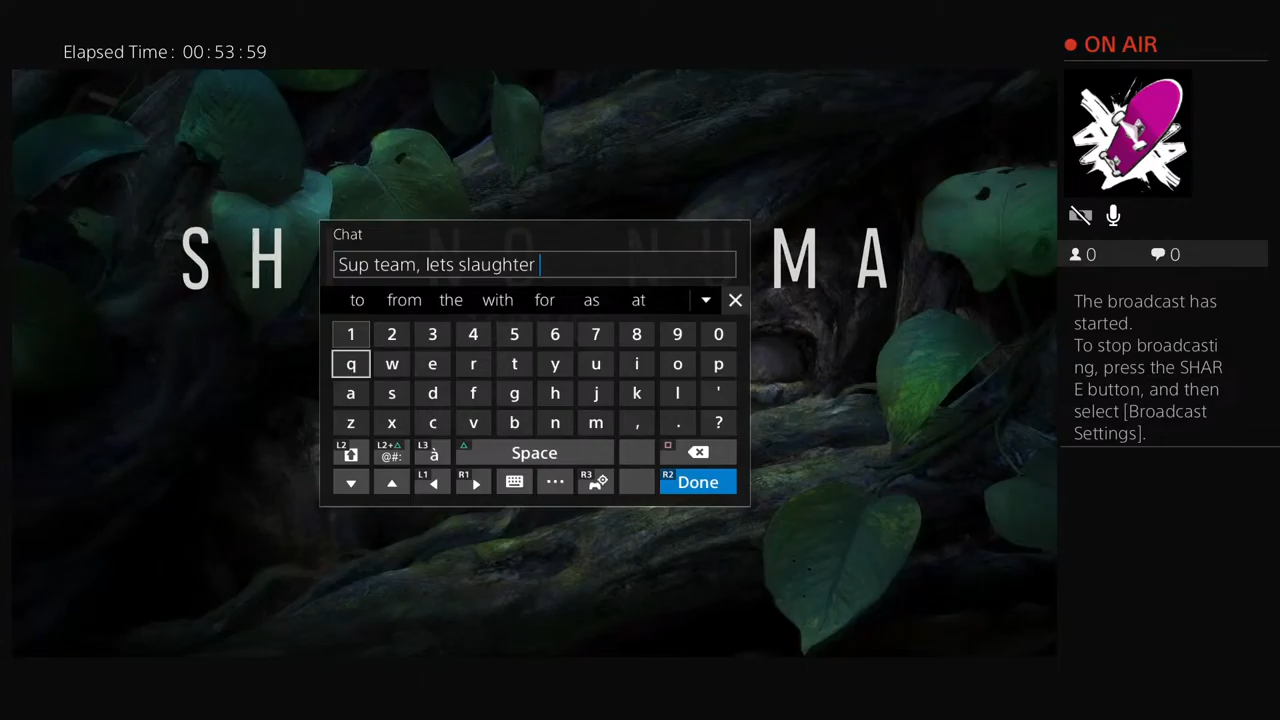 Elapsed Time: 00:53:59
ON AIR
SH
MA
Chat
Sup team, lets slaughter
to from the with for as at
1 2 3 4 5 6 7 8 9 0
q w e r t y u i o p
a s d f g h j k l '
z x c v b n m , . ?
L2 L2+△ @#: L3 à △ Space □
L1 R1 ... R3 R2 Done
0 0
The broadcast has
started.
To stop broadcasti
ng, press the SHAR
E button, and then
select [Broadcast
Settings].